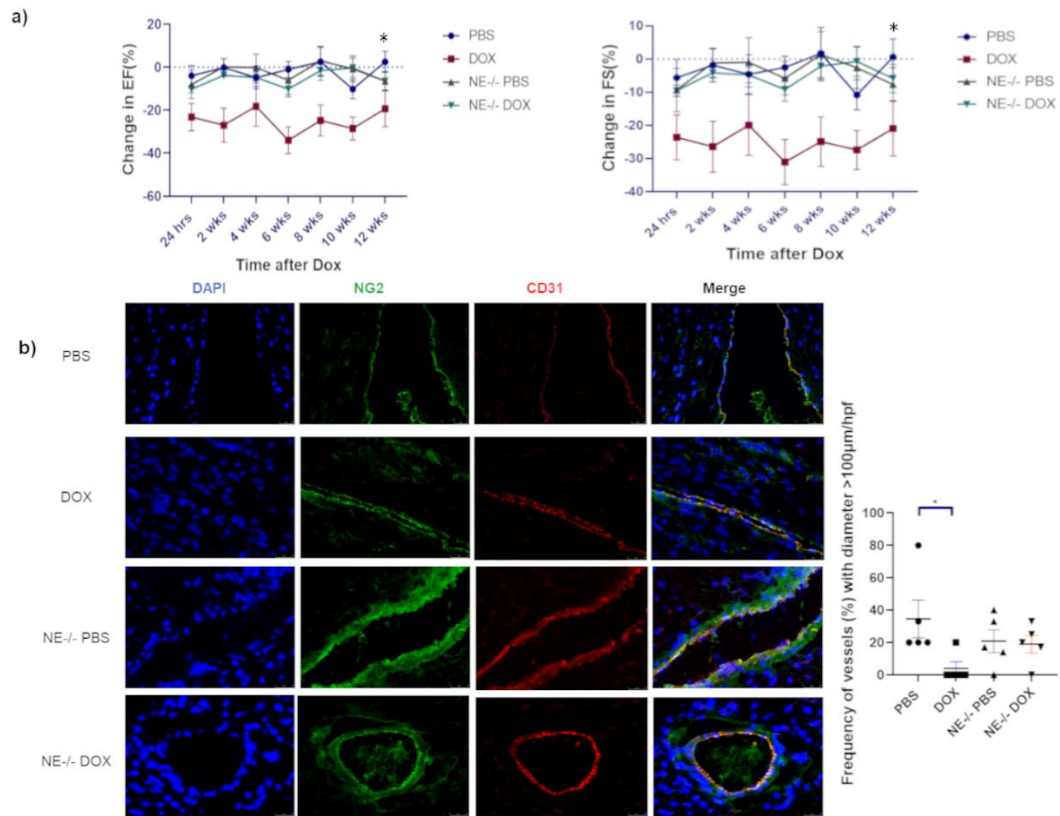 a)
Change in EF(%)
20
0
-20
-40
-60
24 hrs
2 wks
4 wks
6 wks
8 wks
10 wks
12 wks
Time after Dox
*
PBS
DOX
NE-/- PBS
NE-/- DOX
Change in FS(%)
10
0
-10
-20
-30
-40
24 hrs
2 wks
4 wks
6 wks
8 wks
10 wks
12 wks
Time after Dox
*
PBS
DOX
NE-/- PBS
NE-/- DOX
b)
DAPI NG2 CD31 Merge
PBS
DOX
NE-/- PBS
NE-/- DOX
Frequency of vessels (%) with diameter >100µm/hpf
100
80
60
40
20
0
*
PBS
DOX
NE-/- PBS
NE-/- DOX